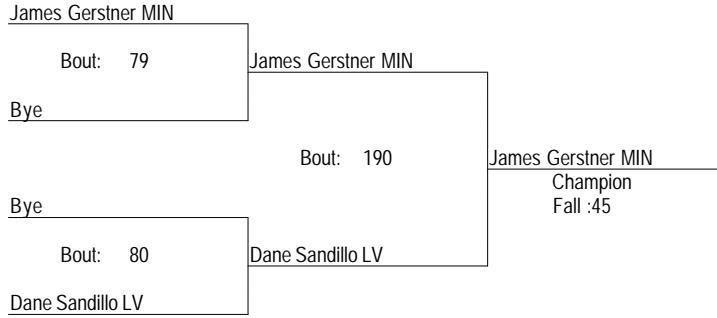 James Gerstner MIN
Bout: 79
James Gerstner MIN
Bye
Bout: 190
James Gerstner MIN
Champion
Fall :45
Bye
Bout: 80
Dane Sandillo LV
Dane Sandillo LV